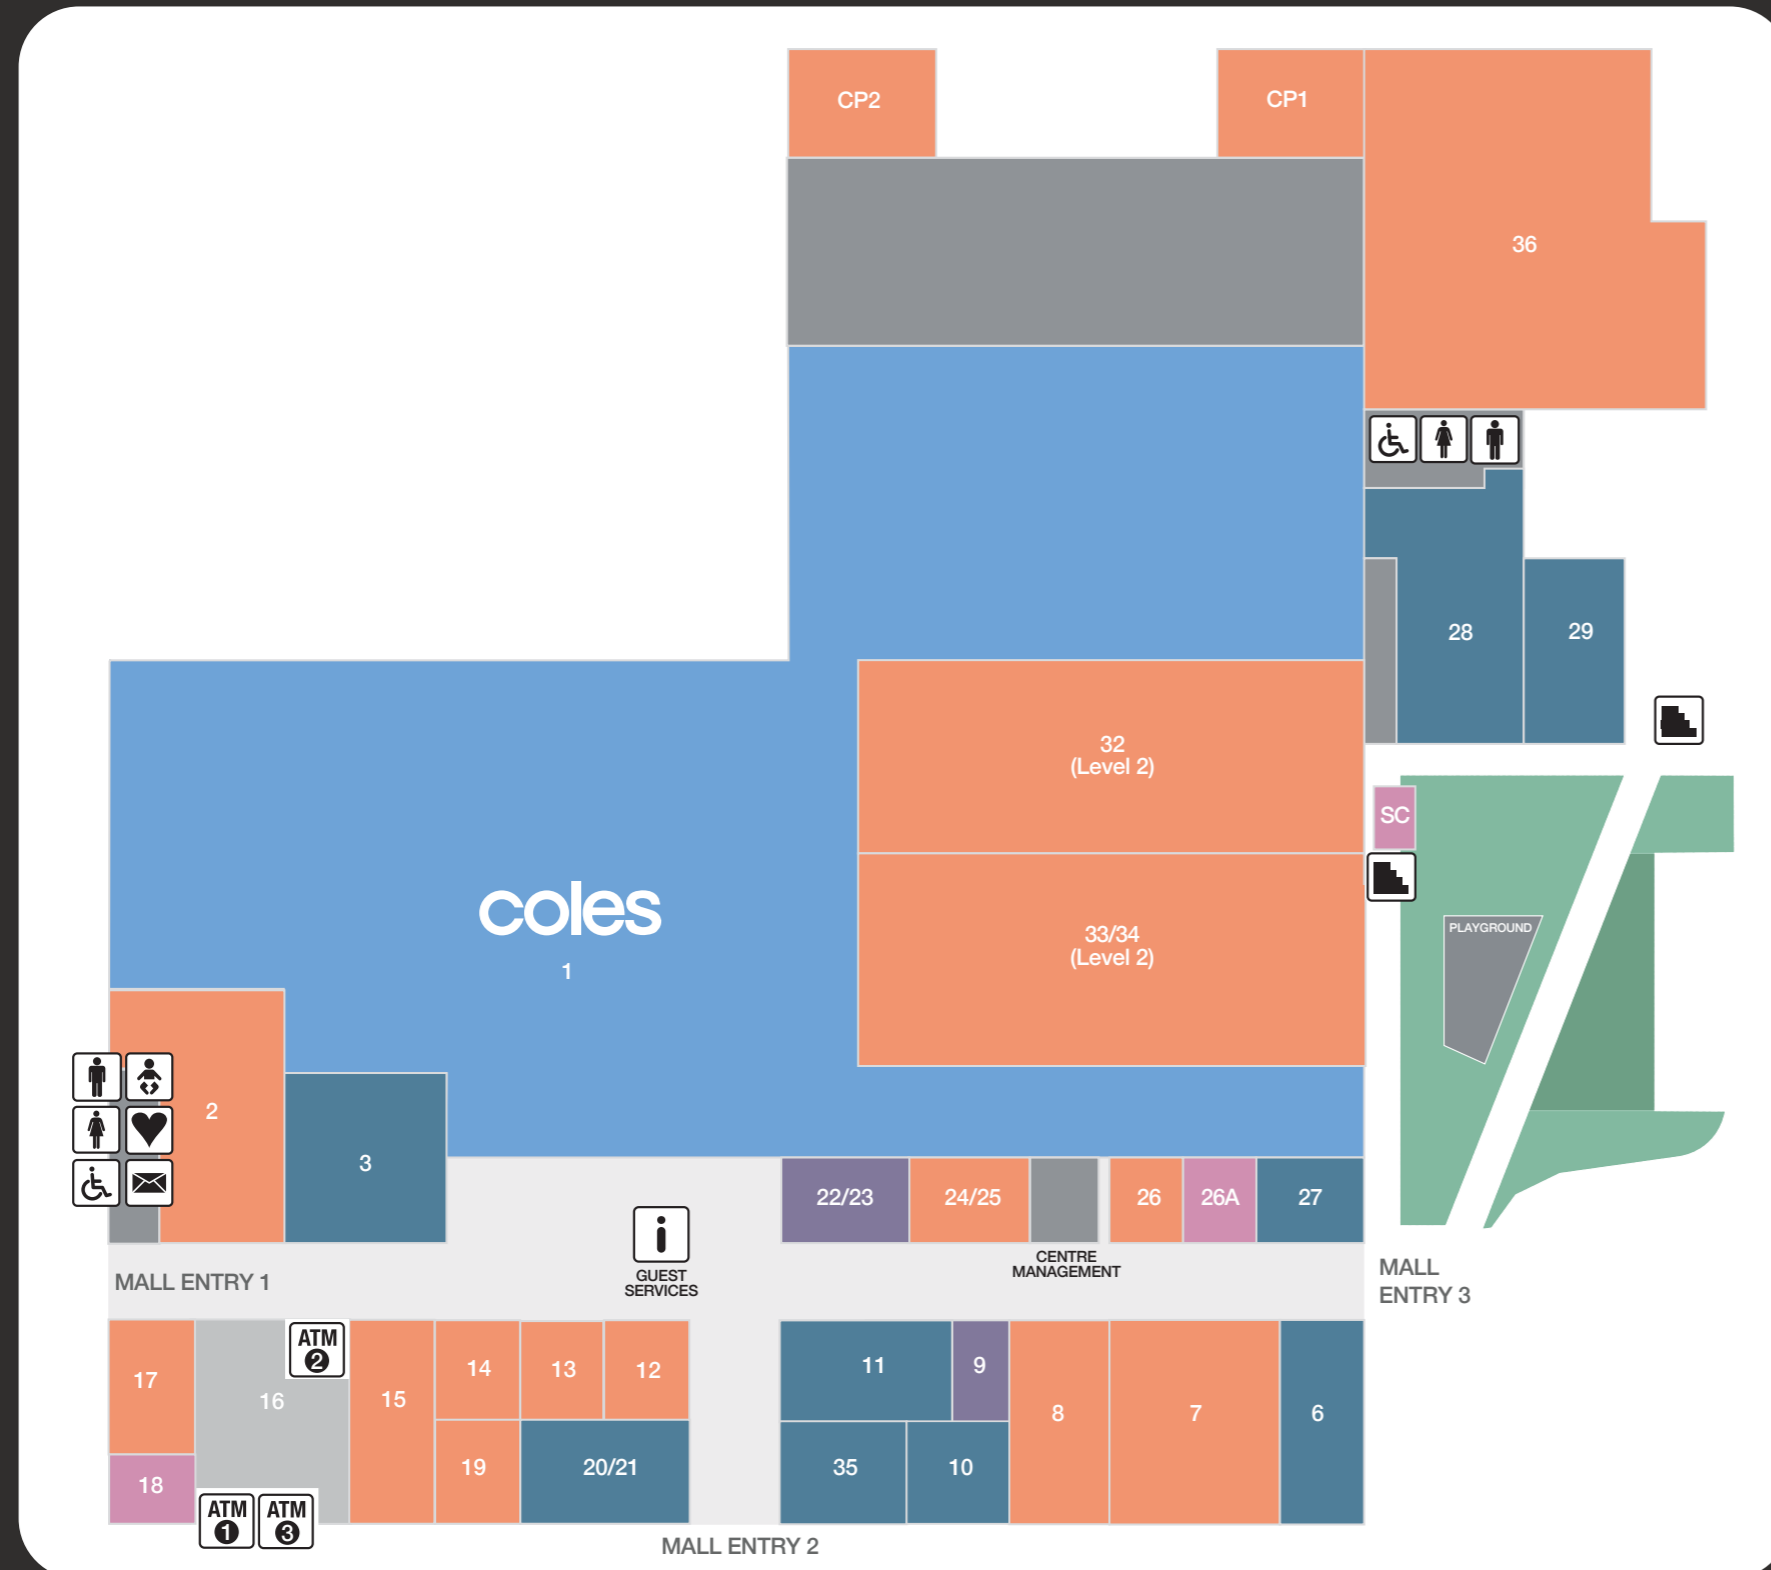 CP2
CP1
36
28
29
32
(Level 2)
SC
coles
1
33/34
(Level 2)
PLAYGROUND
2
3
22/23
24/25
26
26A
27
i
GUEST
SERVICES
CENTRE
MANAGEMENT
MALL ENTRY 1
MALL
ENTRY 3
17
16
ATM
2
15
14
13
12
11
9
8
7
6
18
19
20/21
35
10
ATM
1
ATM
3
MALL ENTRY 2